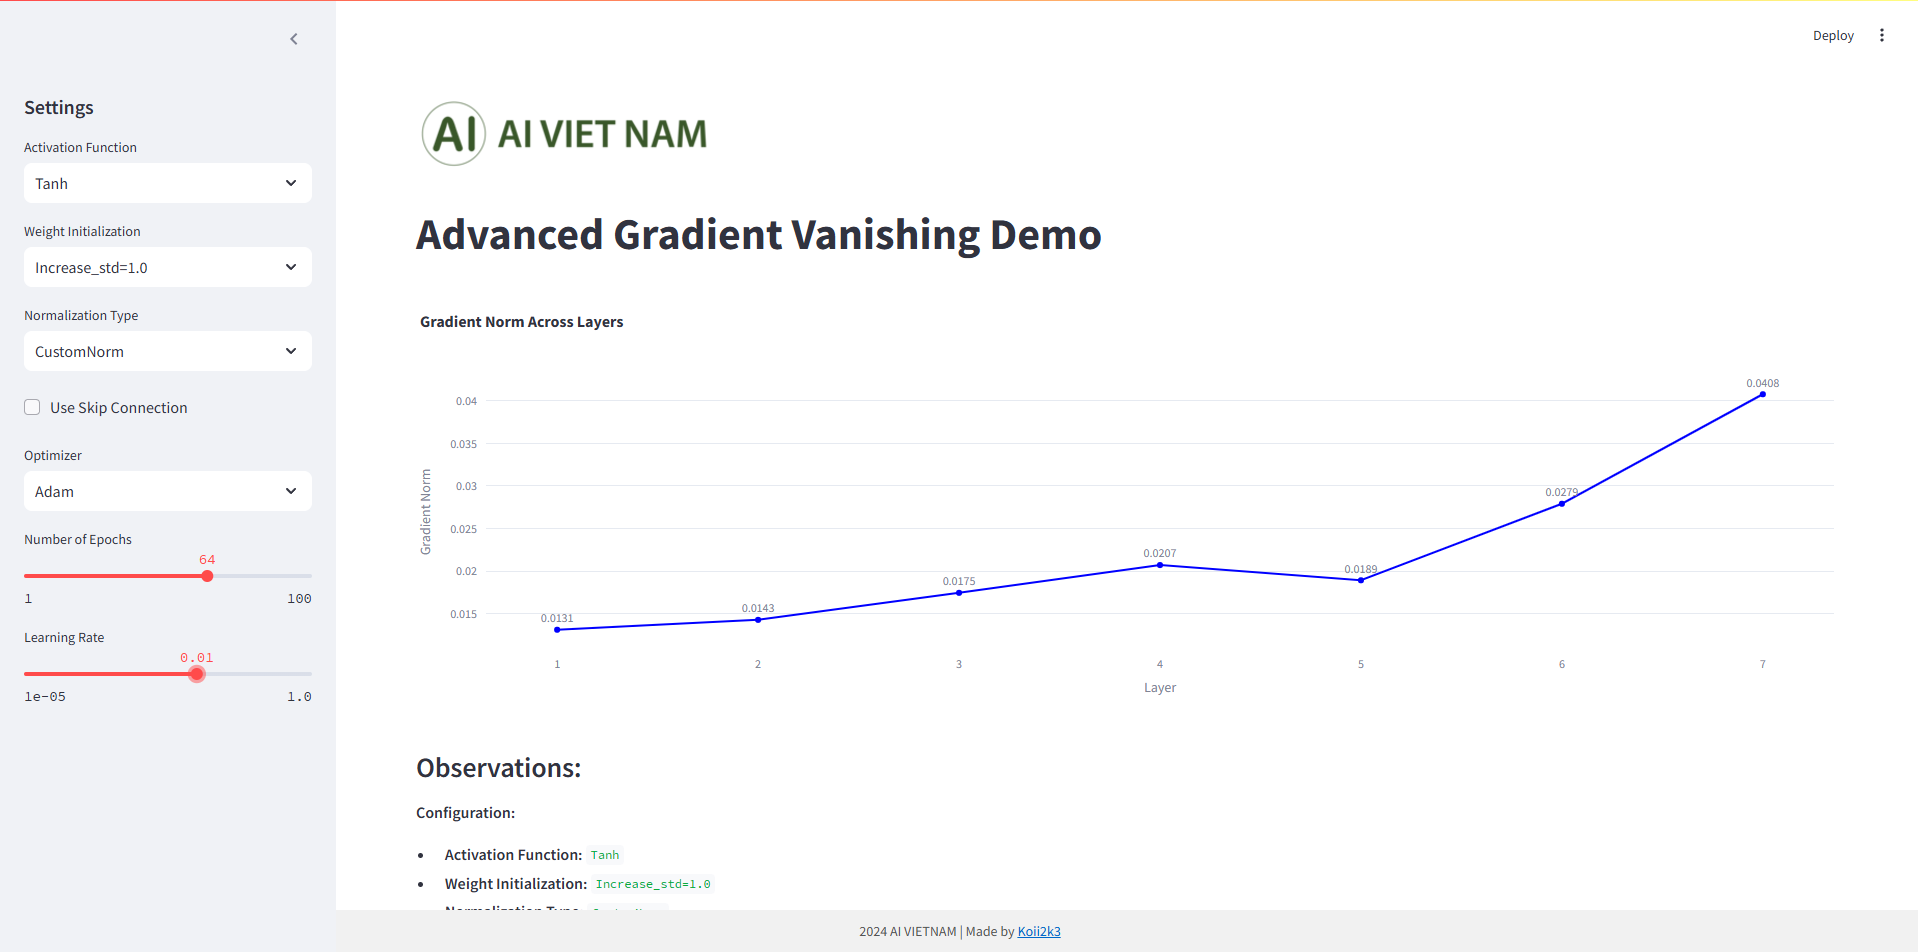 Deploy
Settings
Activation Function
Tanh
Weight Initialization
Increase_std=1.0
Normalization Type
CustomNorm
Use Skip Connection
Optimizer
Adam
Number of Epochs
64
1 100
Learning Rate
0.01
1e-05 1.0
AI AI VIET NAM
Advanced Gradient Vanishing Demo
Gradient Norm Across Layers
0.0408
0.04
0.035
0.03
0.0279
0.025
0.0207
0.02
0.0189
0.0175
0.015
0.0143
0.0131
Gradient Norm
1 2 3 4 5 6 7
Layer
Observations:
Configuration:
• Activation Function: Tanh
• Weight Initialization: Increase_std=1.0
2024 AI VIETNAM | Made by Koii2k3